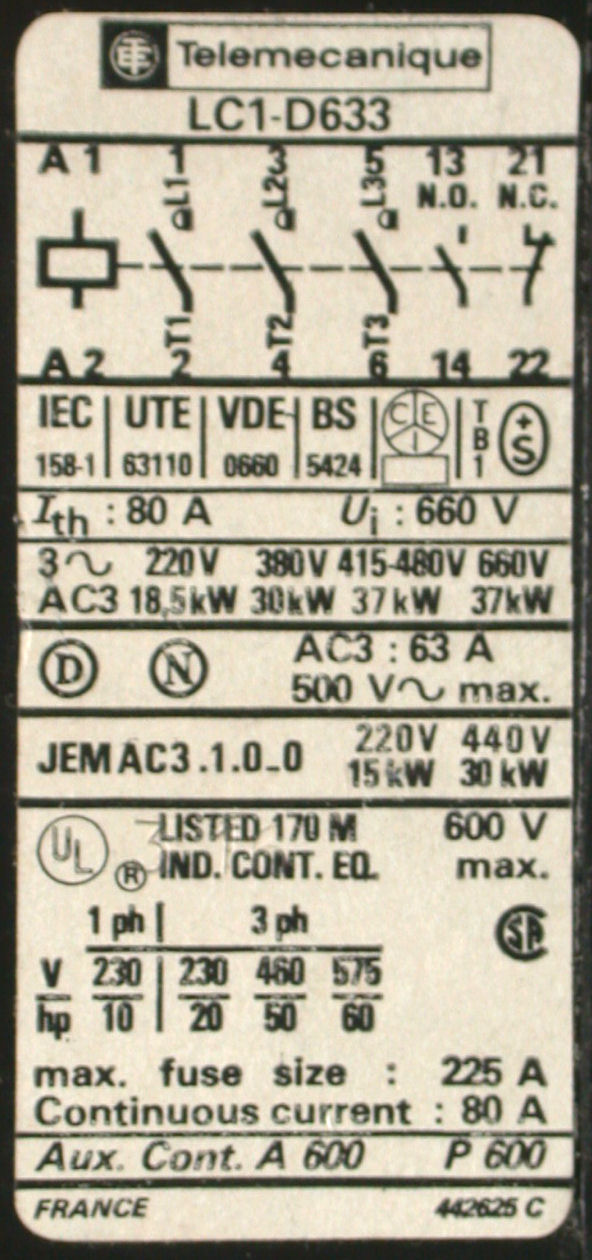 TE Telemecanique
LC1-D633
A1 1 3 5 13 21
L1 L2 L3 N.O. N.C.
T1 T2 T3
A2 2 4 6 14 22
IEC UTE VDE BS CEI TB1 +S
158-1 63110 0660 5424
Ith : 80 A Ui : 660 V
3~ 220V 380V 415-480V 660V
AC3 18,5kW 30kW 37kW 37kW
D N AC3 : 63 A
500 V~ max.
JEM AC3.1.0_0 220V 440V
15kW 30kW
UL ® LISTED 170 M 600 V
IND. CONT. EQ. max.
1 ph 3 ph SA
V 230 230 460 575
hp 10 20 50 60
max. fuse size : 225 A
Continuous current : 80 A
Aux. Cont. A 600 P 600
FRANCE 442625 C